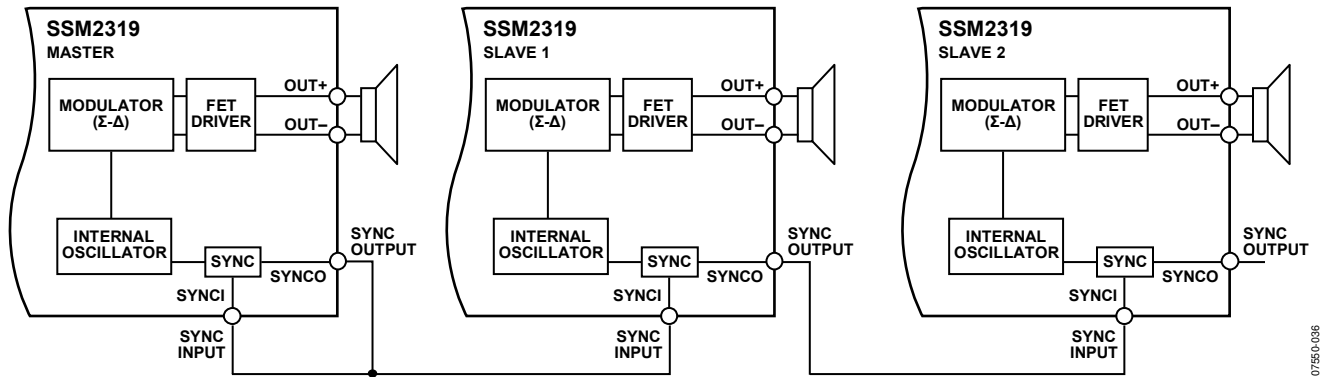 SSM2319
MASTER
MODULATOR
(Σ-Δ)
FET
DRIVER
OUT+
OUT–
INTERNAL
OSCILLATOR
SYNC
SYNCO
SYNC
OUTPUT
SYNCI
SYNC
INPUT
SSM2319
SLAVE 1
MODULATOR
(Σ-Δ)
FET
DRIVER
OUT+
OUT–
INTERNAL
OSCILLATOR
SYNC
SYNCO
SYNC
OUTPUT
SYNCI
SYNC
INPUT
SSM2319
SLAVE 2
MODULATOR
(Σ-Δ)
FET
DRIVER
OUT+
OUT–
INTERNAL
OSCILLATOR
SYNC
SYNCO
SYNC
OUTPUT
SYNCI
SYNC
INPUT
07550-036